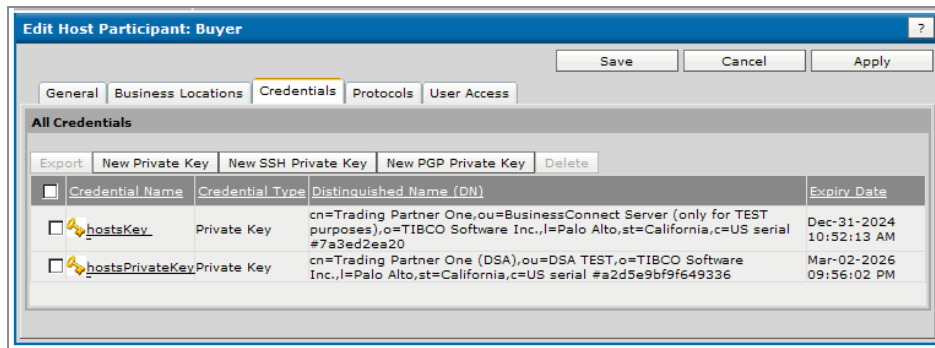 Edit Host Participant: Buyer
?
Save Cancel Apply
General Business Locations Credentials Protocols User Access
All Credentials
Export New Private Key New SSH Private Key New PGP Private Key Delete
Credential Name Credential Type Distinguished Name (DN) Expiry Date
hostsKey Private Key
cn=Trading Partner One,ou=BusinessConnect Server (only for TEST
purposes),o=TIBCO Software Inc.,l=Palo Alto,st=California,c=US serial
#7a3ed2ea20
Dec-31-2024
10:52:13 AM
hostsPrivateKey Private Key
cn=Trading Partner One (DSA),ou=DSA TEST,o=TIBCO Software
Inc.,l=Palo Alto,st=California,c=US serial #a2d5e9bf9f649336
Mar-02-2026
09:56:02 PM